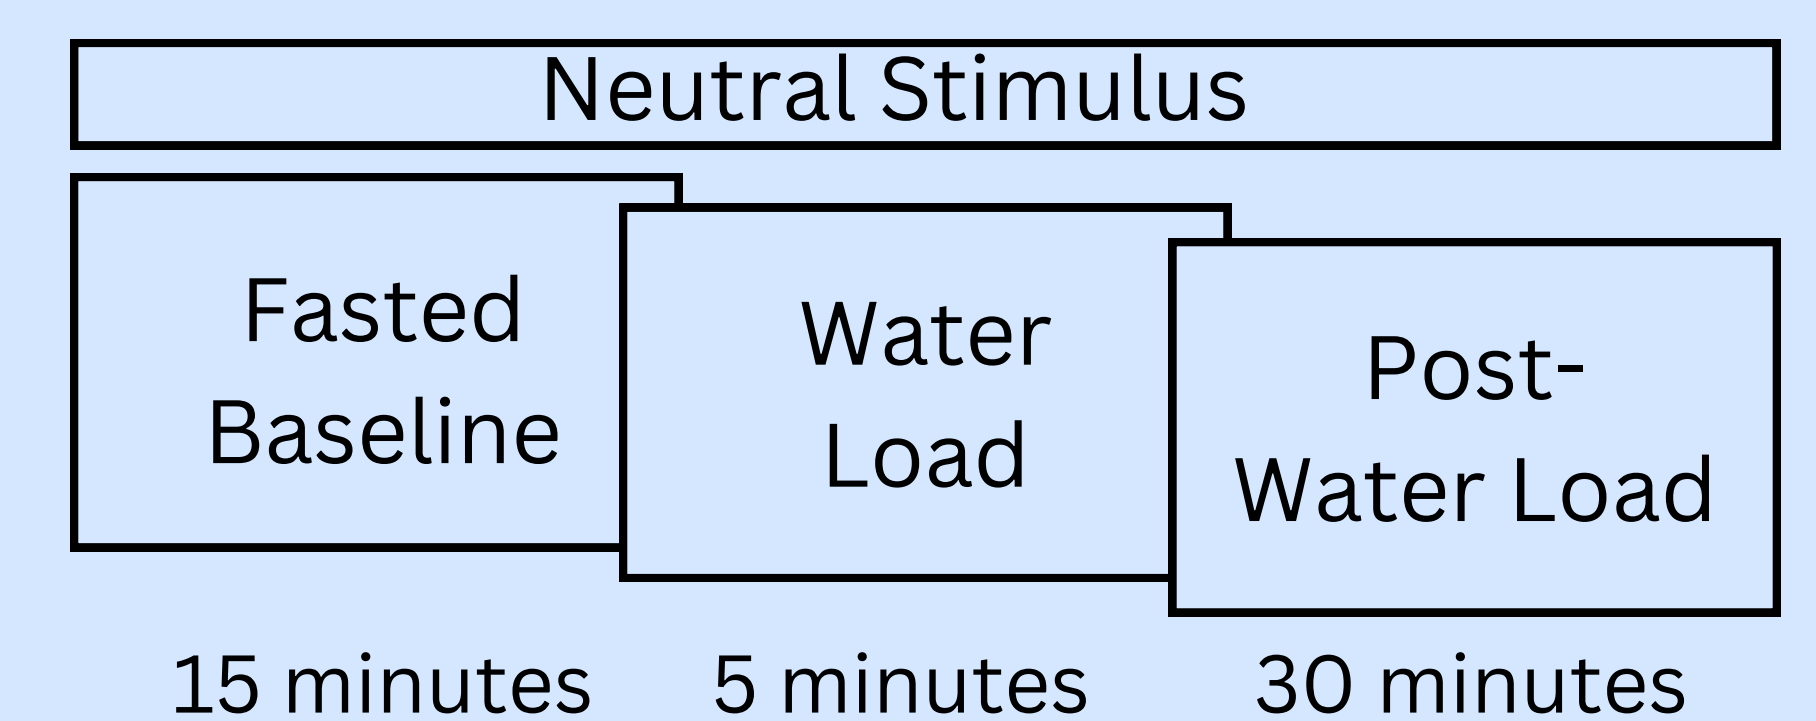 Neutral Stimulus
Fasted
Baseline
Water
Load
Post-
Water Load
15 minutes
5 minutes
30 minutes